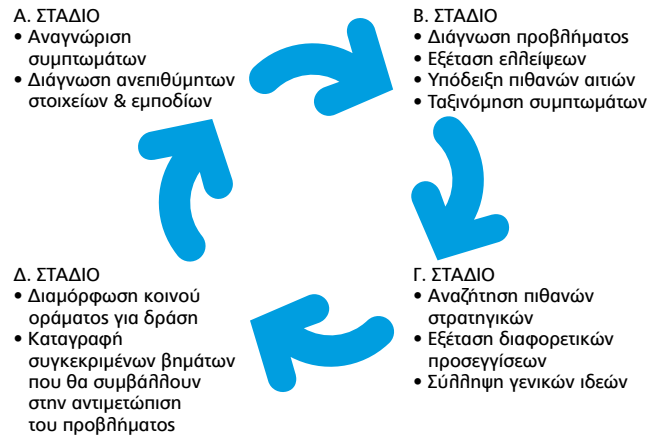 Α. ΣΤΑΔΙΟ
• Αναγνώριση
συμπτωμάτων
• Διάγνωση ανεπιθύμητων
στοιχείων & εμποδίων
Β. ΣΤΑΔΙΟ
• Διάγνωση προβλήματος
• Εξέταση ελλείψεων
• Υπόδειξη πιθανών αιτιών
• Ταξινόμηση συμπτωμάτων
Γ. ΣΤΑΔΙΟ
• Αναζήτηση πιθανών
στρατηγικών
• Εξέταση διαφορετικών
προσεγγίσεων
• Σύλληψη γενικών ιδεών
Δ. ΣΤΑΔΙΟ
• Διαμόρφωση κοινού
οράματος για δράση
• Καταγραφή
συγκεκριμένων βημάτων
που θα συμβάλλουν
στην αντιμετώπιση
του προβλήματος